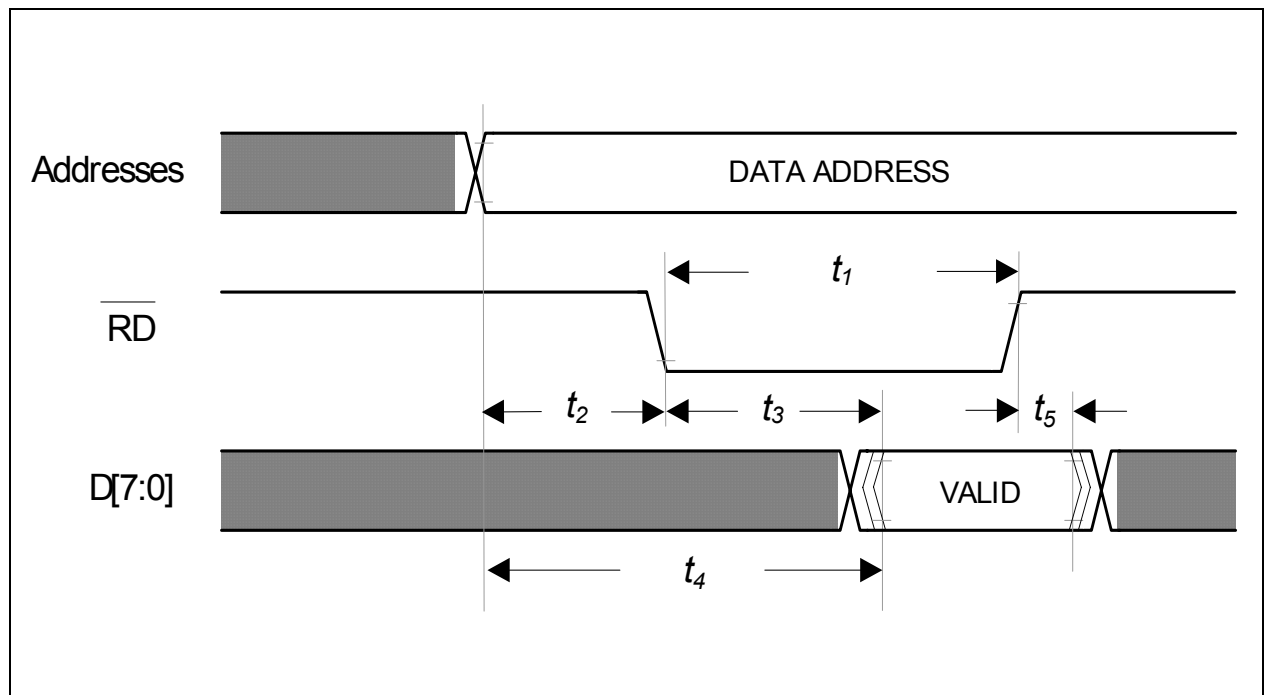 Addresses
DATA ADDRESS
t1
RD
t2
t3
t5
D[7:0]
VALID
t4